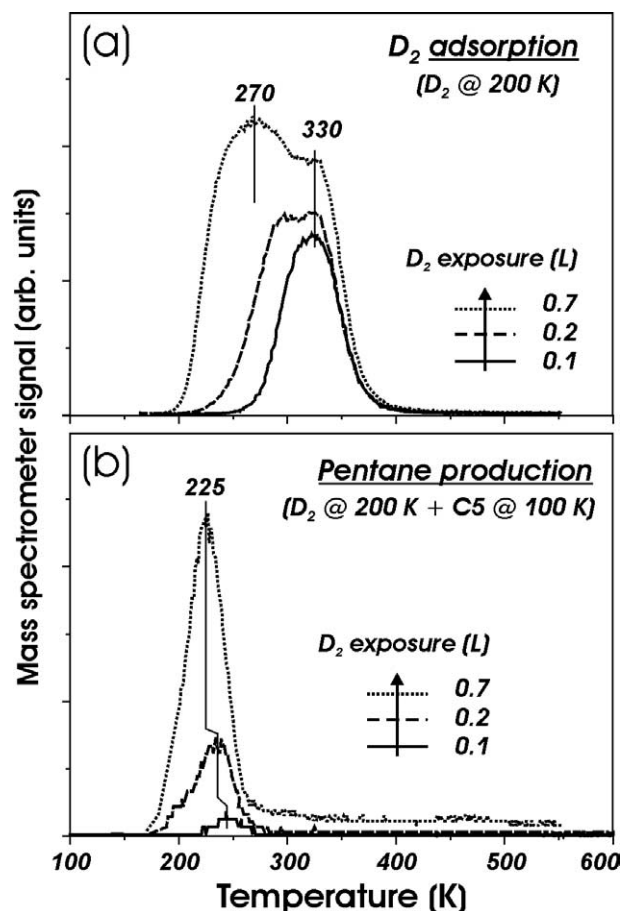 (a)
D₂ adsorption
(D₂ @ 200 K)
270
330
D₂ exposure (L)
0.7
0.2
0.1
(b)
Pentane production
(D₂ @ 200 K + C5 @ 100 K)
225
D₂ exposure (L)
0.7
0.2
0.1
Mass spectrometer signal (arb. units)
100 200 300 400 500 600
Temperature (K)